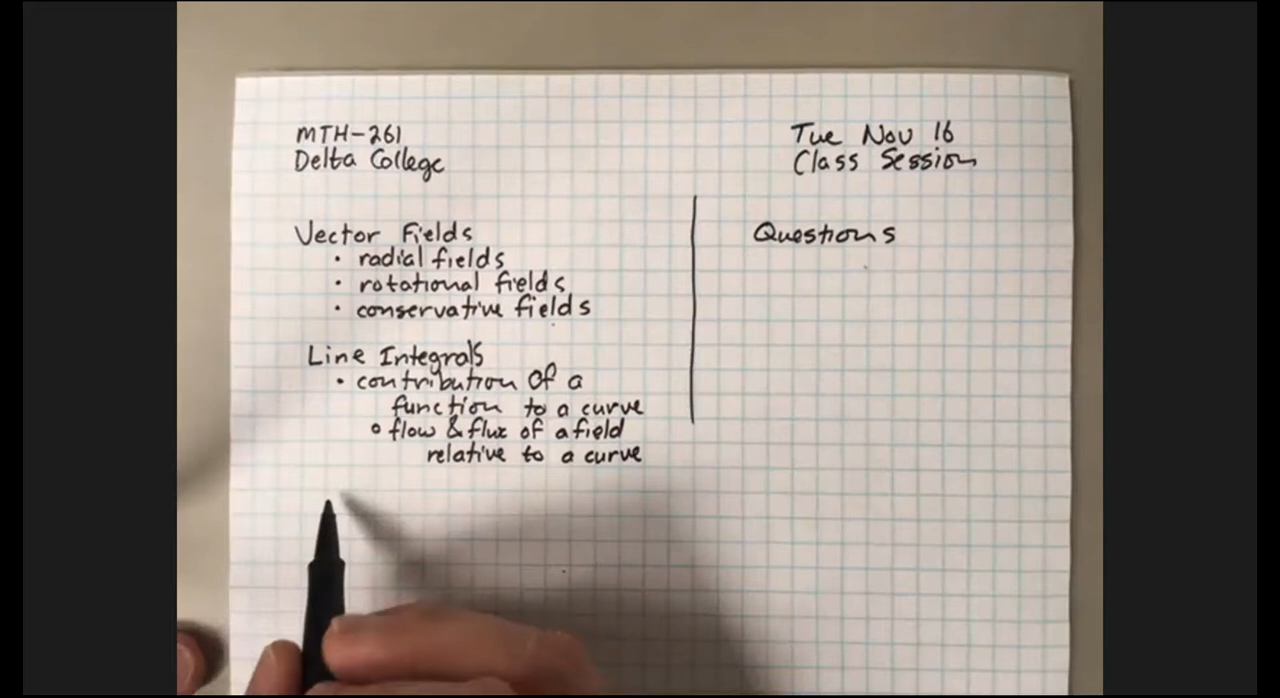 MTH-261
Delta College
Tue Nov 16
Class Session
Vector Fields
• radial fields
• rotational fields
• conservative fields
Line Integrals
• contribution of a
function to a curve
• flow & flux of a field
relative to a curve
Questions